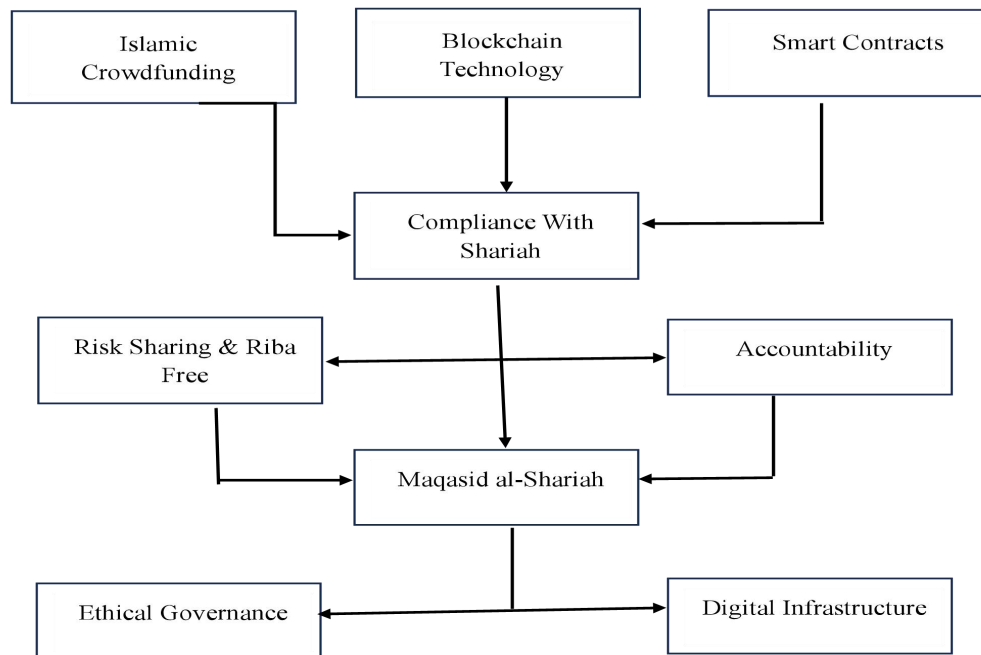 Islamic
Crowdfunding
Blockchain
Technology
Smart Contracts
Compliance With
Shariah
Risk Sharing & Riba
Free
Accountability
Maqasid al-Shariah
Ethical Governance
Digital Infrastructure